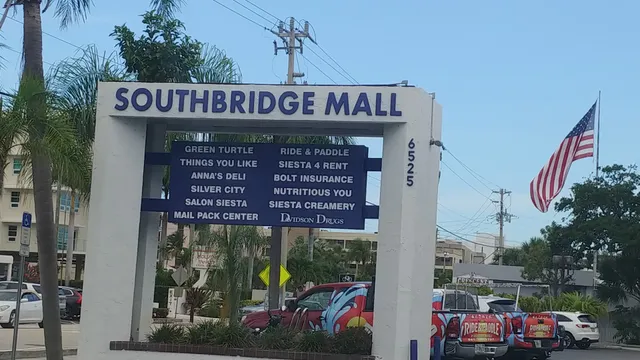 SOUTHBRIDGE MALL
6525
GREEN TURTLE
THINGS YOU LIKE
ANNA'S DELI
SILVER CITY
SALON SIESTA
MAIL PACK CENTER
RIDE & PADDLE
SIESTA 4 RENT
BOLT INSURANCE
NUTRITIOUS YOU
SIESTA CREAMERY
DAVIDSON DRUGS
RIDE&PADDLE